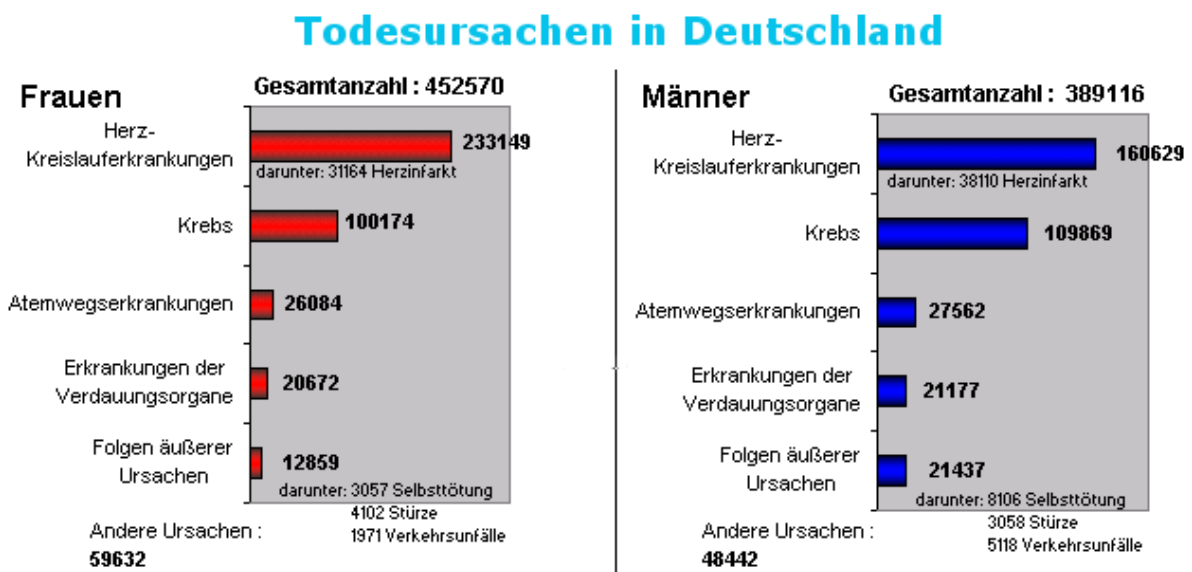 Todesursachen in Deutschland
Frauen
Gesamtanzahl : 452570
Herz-
Kreislauferkrankungen
233149
darunter: 31164 Herzinfarkt
Krebs
100174
Atemwegserkrankungen
26084
Erkrankungen der
Verdauungsorgane
20672
Folgen äußerer
Ursachen
12859
darunter: 3057 Selbsttötung
4102 Stürze
1971 Verkehrsunfälle
Andere Ursachen :
59632
Männer
Gesamtanzahl : 389116
Herz-
Kreislauferkrankungen
160629
darunter: 38110 Herzinfarkt
Krebs
109869
Atemwegserkrankungen
27562
Erkrankungen der
Verdauungsorgane
21177
Folgen äußerer
Ursachen
21437
darunter: 8106 Selbsttötung
3058 Stürze
5118 Verkehrsunfälle
Andere Ursachen :
48442